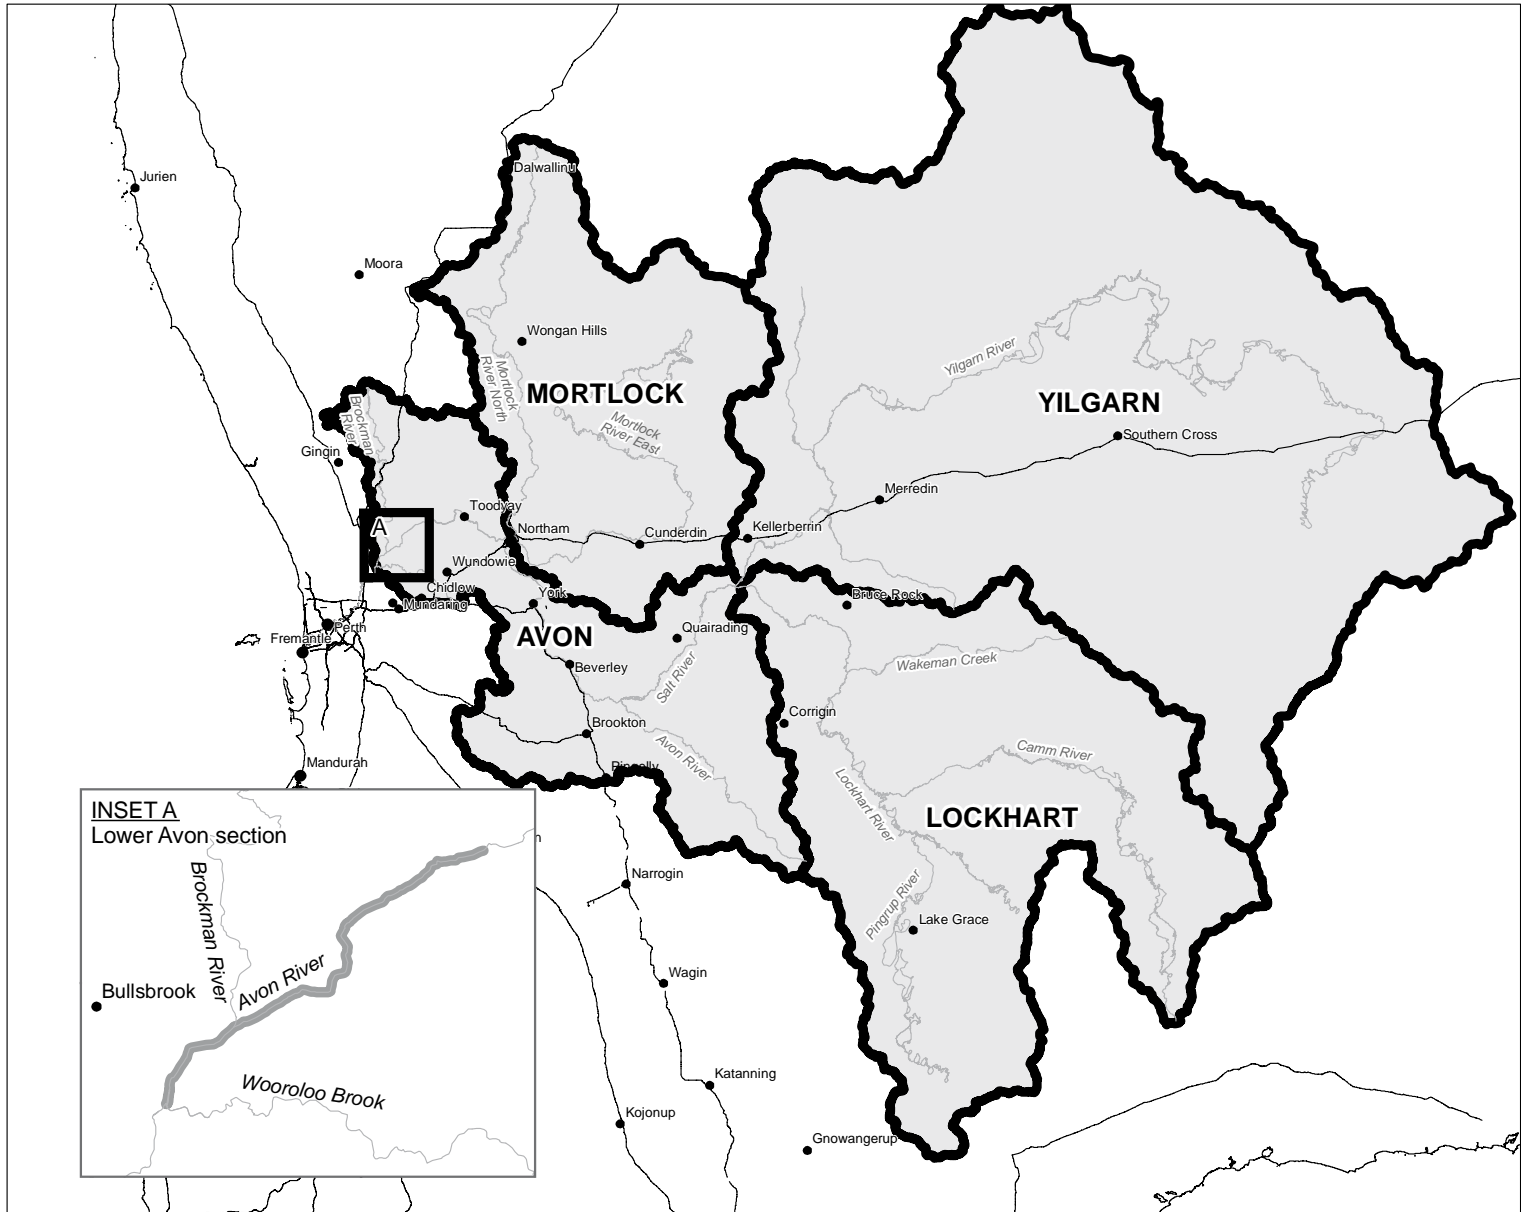 Dalwallinu
Jurien
Moora
Wongan Hills
Mortlock
River North
MORTLOCK
Mortlock
River East
Yilgarn River
YILGARN
Southern Cross
Brockman
River
Gingin
Merredin
A
Toodyay
Northam
Cunderdin
Kellerberrin
Wundowie
Chidlow
Mundaring
York
Bruce Rock
Perth
Fremantle
AVON
Quairading
Beverley
Salt River
Wakeman Creek
Corrigin
Brookton
Avon River
Camm River
Mandurah
Pingelly
Lockhart River
LOCKHART
INSET A
Lower Avon section
n
Brockman River
Avon River
Bullsbrook
Wooroloo Brook
Narrogin
Pingrup River
Lake Grace
Wagin
Katanning
Kojonup
Gnowangerup